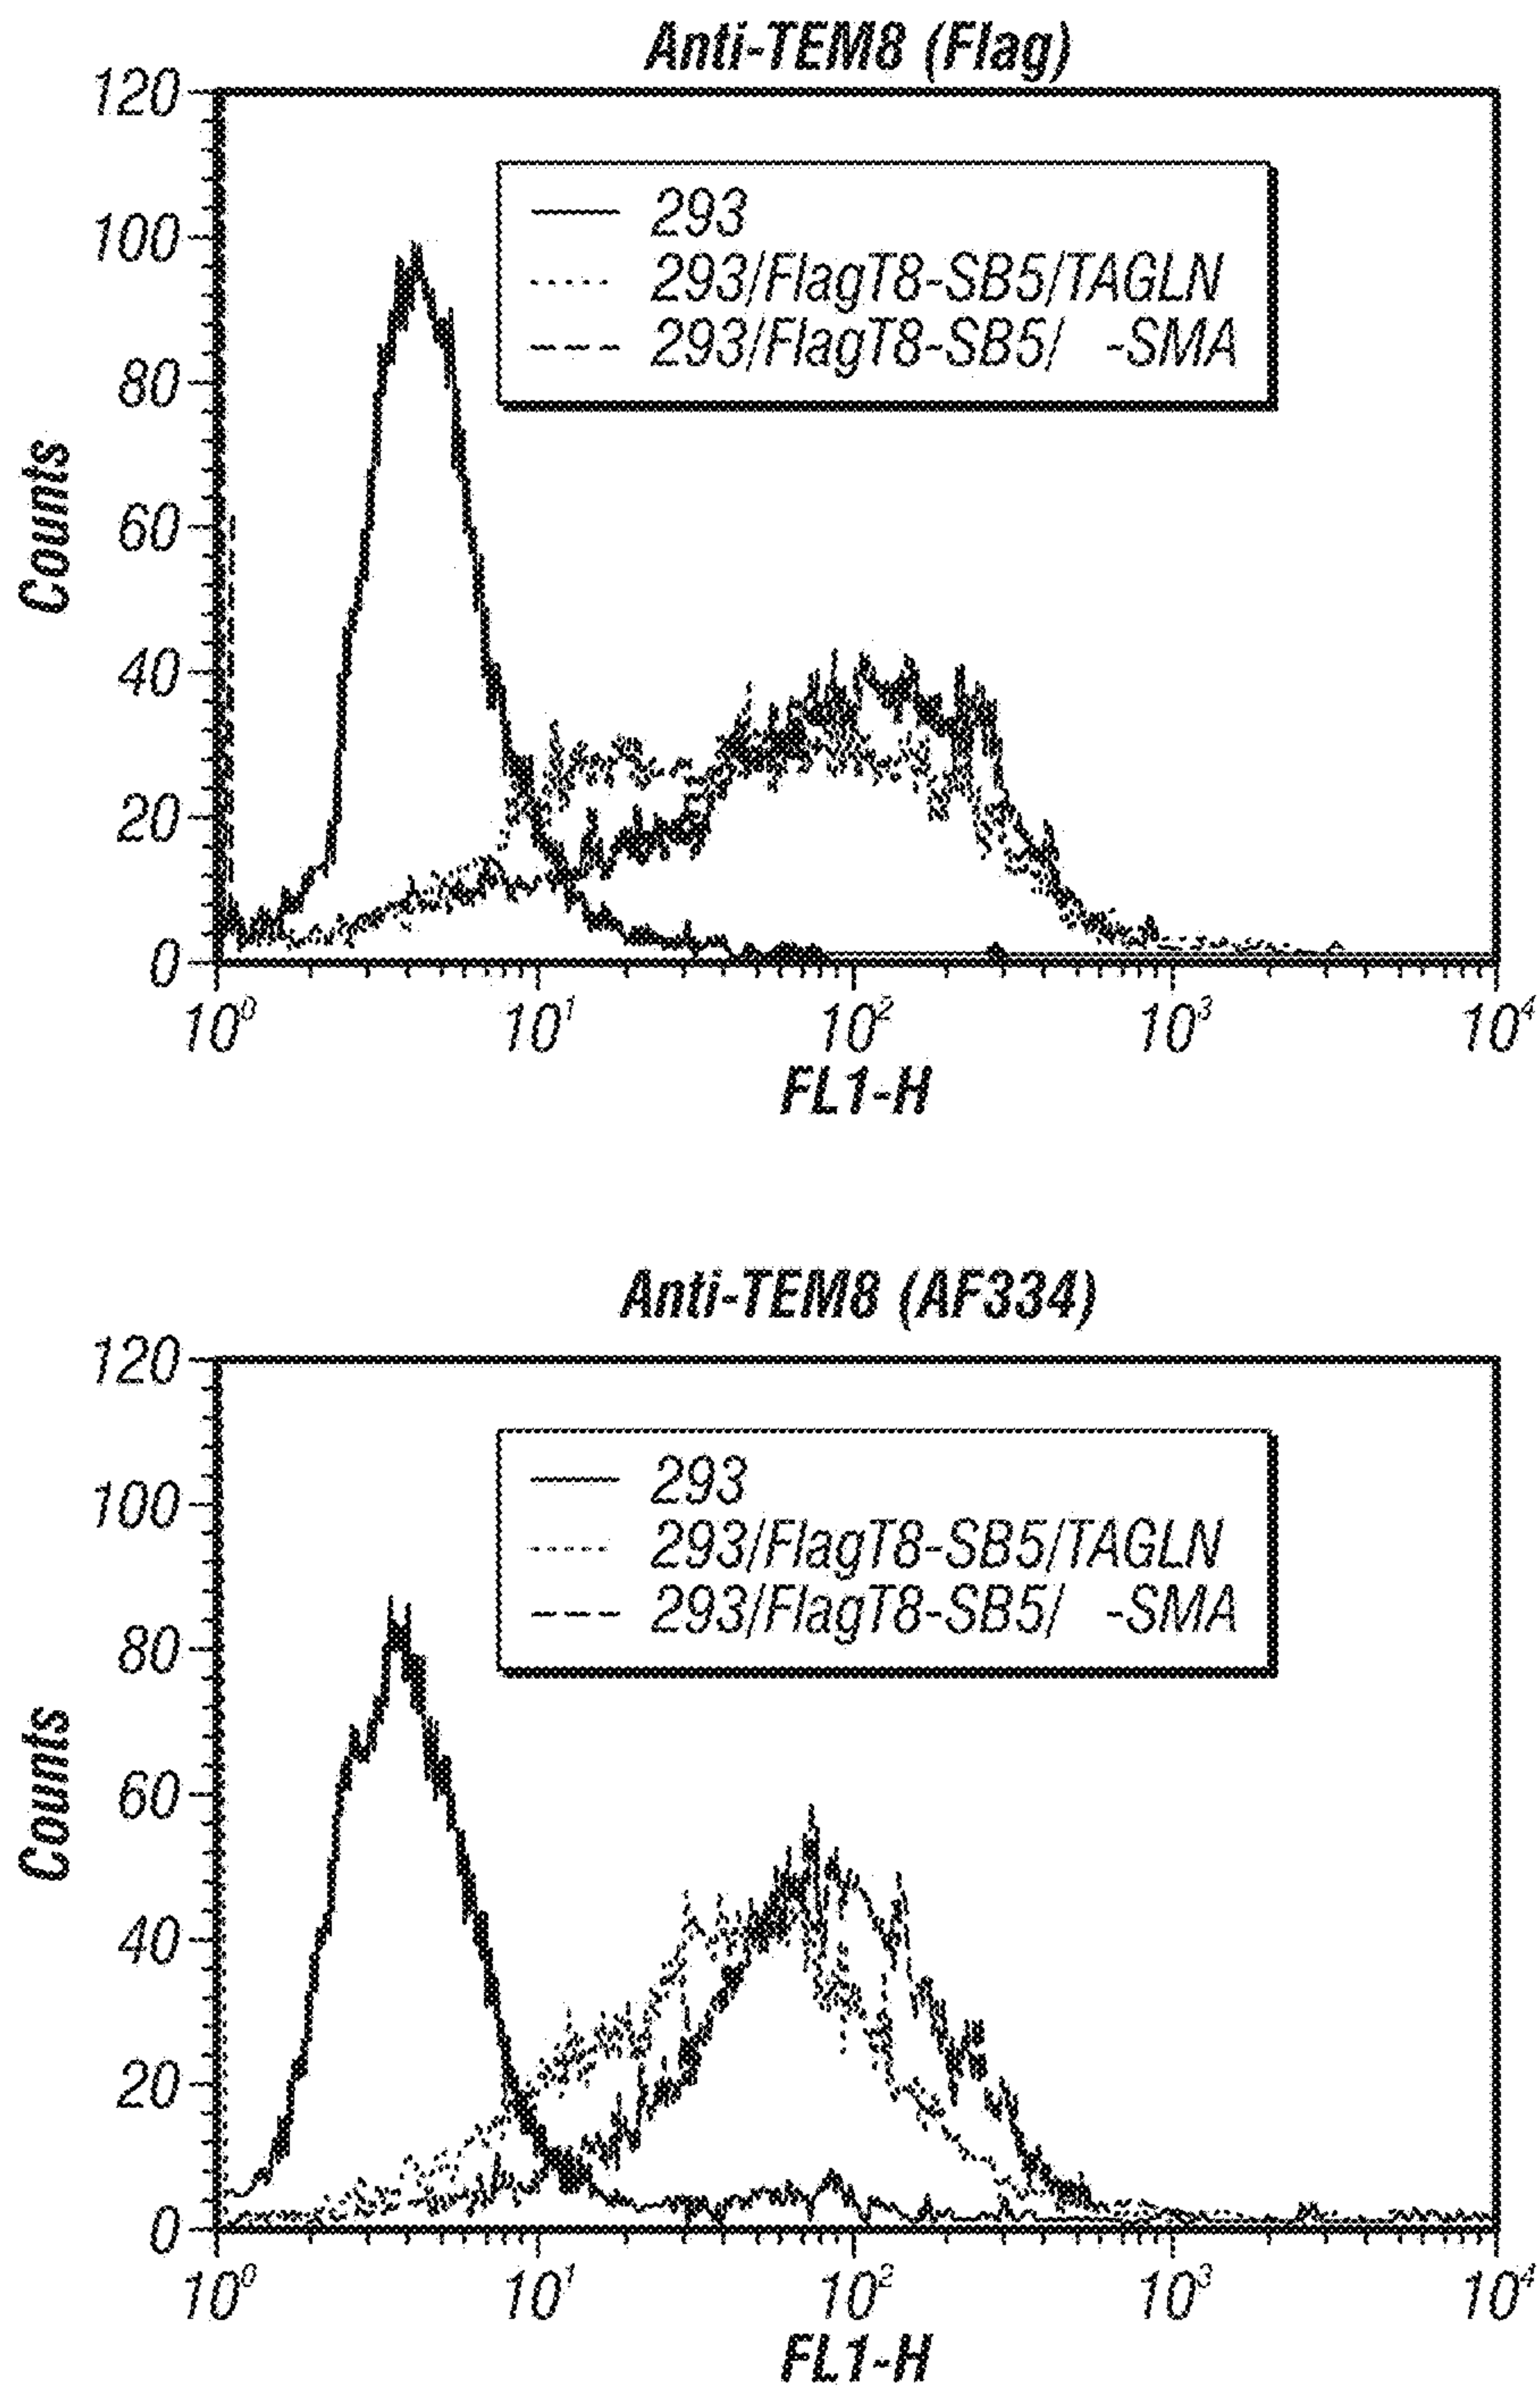 Anti-TEM8 (Flag)
120
100
80
60
40
20
0
Counts
293
293/FlagT8-SB5/TAGLN
293/FlagT8-SB5/ -SMA
10⁰ 10¹ 10² 10³ 10⁴
FL1-H
Anti-TEM8 (AF334)
120
100
80
60
40
20
0
Counts
293
293/FlagT8-SB5/TAGLN
293/FlagT8-SB5/ -SMA
10⁰ 10¹ 10² 10³ 10⁴
FL1-H